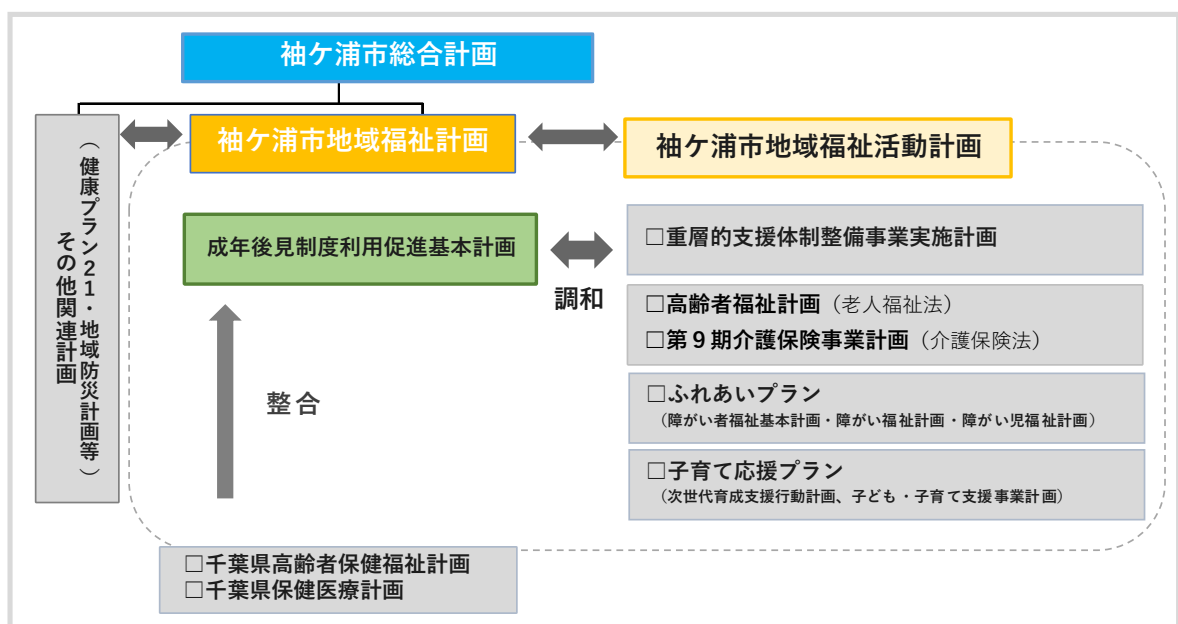 袖ケ浦市総合計画
袖ケ浦市地域福祉計画
袖ケ浦市地域福祉活動計画
（健康プラン２１・地域防災計画等）
その他関連計画
成年後見制度利用促進基本計画
調和
整合
□重層的支援体制整備事業実施計画
□高齢者福祉計画（老人福祉法）
□第９期介護保険事業計画（介護保険法）
□ふれあいプラン
（障がい者福祉基本計画・障がい福祉計画・障がい児福祉計画）
□子育て応援プラン
（次世代育成支援行動計画、子ども・子育て支援事業計画）
□千葉県高齢者保健福祉計画
□千葉県保健医療計画